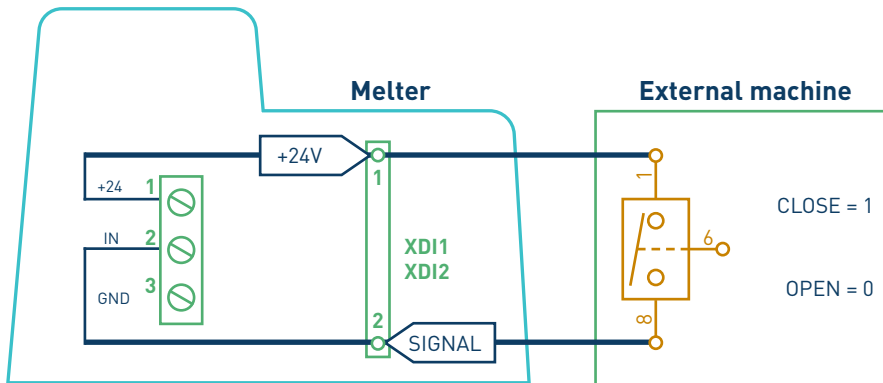 Melter
External machine
+24V
1
1
+24
1
CLOSE = 1
IN
2
XDI1
6
XDI2
GND
3
OPEN = 0
2
8
SIGNAL